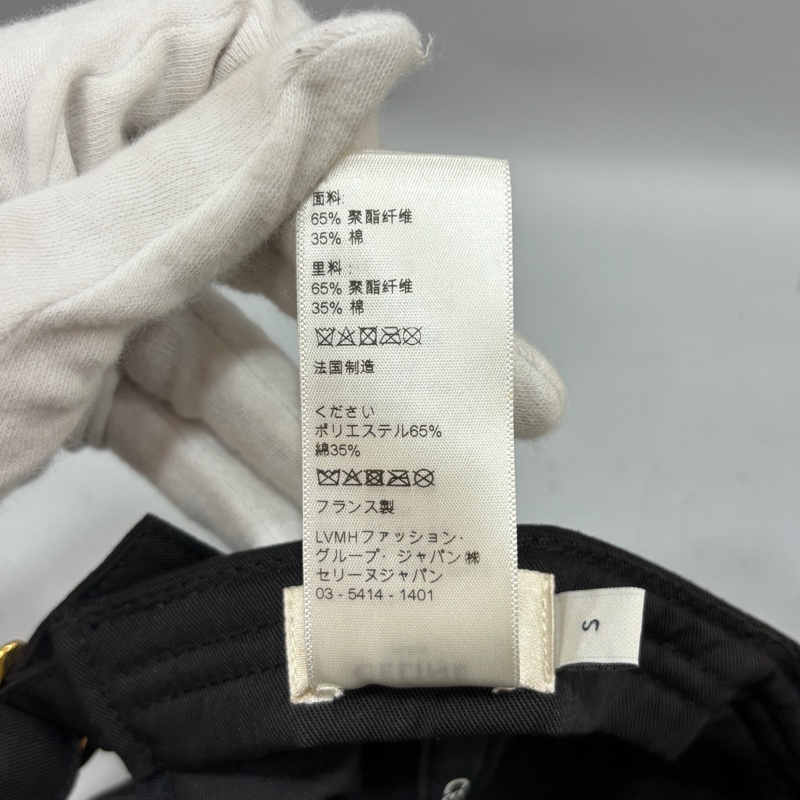 面料:
65% 聚酯纤维
35% 棉
里料:
65% 聚酯纤维
35% 棉
法国制造
ください
ポリエステル65%
綿35%
フランス製
LVMHファッション・
グループ・ジャパン㈱
セリーヌジャパン
03 - 5414 - 1401
S